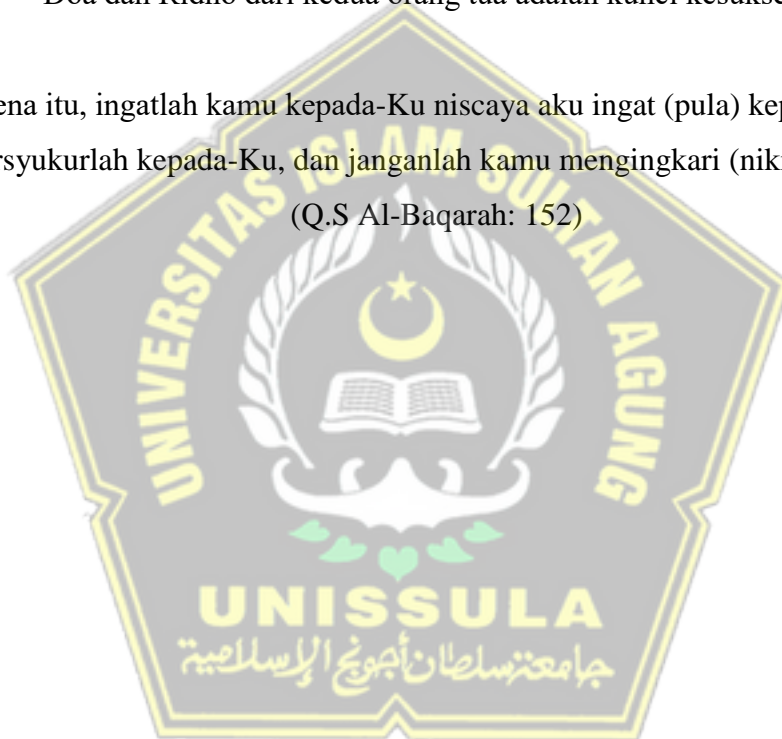 Doa dan Ridho dari kedua orang tua adalah kunci kesukse
ena itu, ingatlah kamu kepada-Ku niscaya aku ingat (pula) kep
rsyukurlah kepada-Ku, dan janganlah kamu mengingkari (nik
(Q.S Al-Baqarah: 152)
UNIVERSITAS ISLAM SULTAN AGUNG
UNISSULA
جامعة سلطان أجونج الإسلامية